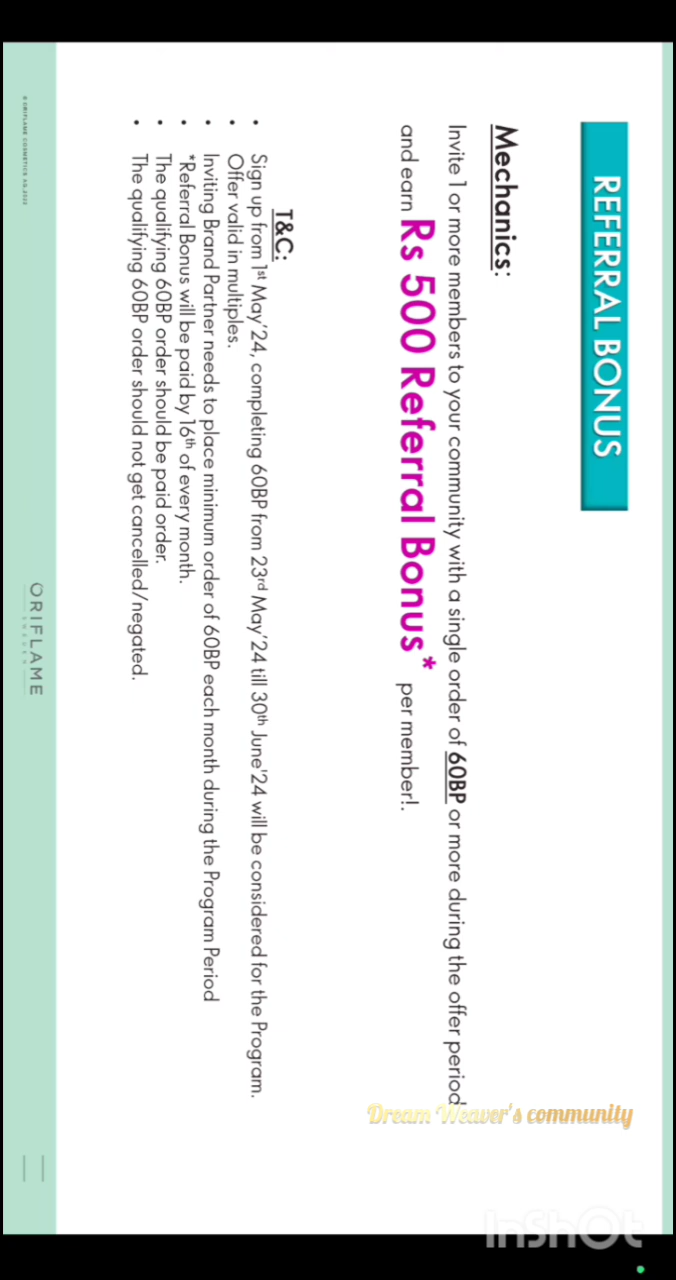 REFERRAL BONUS
Mechanics:
Invite 1 or more members to your community with a single order of 60BP or more during the offer period
and earn Rs 500 Referral Bonus* per member!.
T&C:
• Sign up from 1st May'24, completing 60BP from 23rd May'24 till 30th June'24 will be considered for the Program.
• Offer valid in multiples.
• Inviting Brand Partner needs to place minimum order of 60BP each month during the Program Period
• *Referral Bonus will be paid by 16th of every month.
• The qualifying 60BP order should be paid order.
• The qualifying 60BP order should not get cancelled/negated.
Dream Weaver's community
ORIFLAME
SWEDEN
InShOt